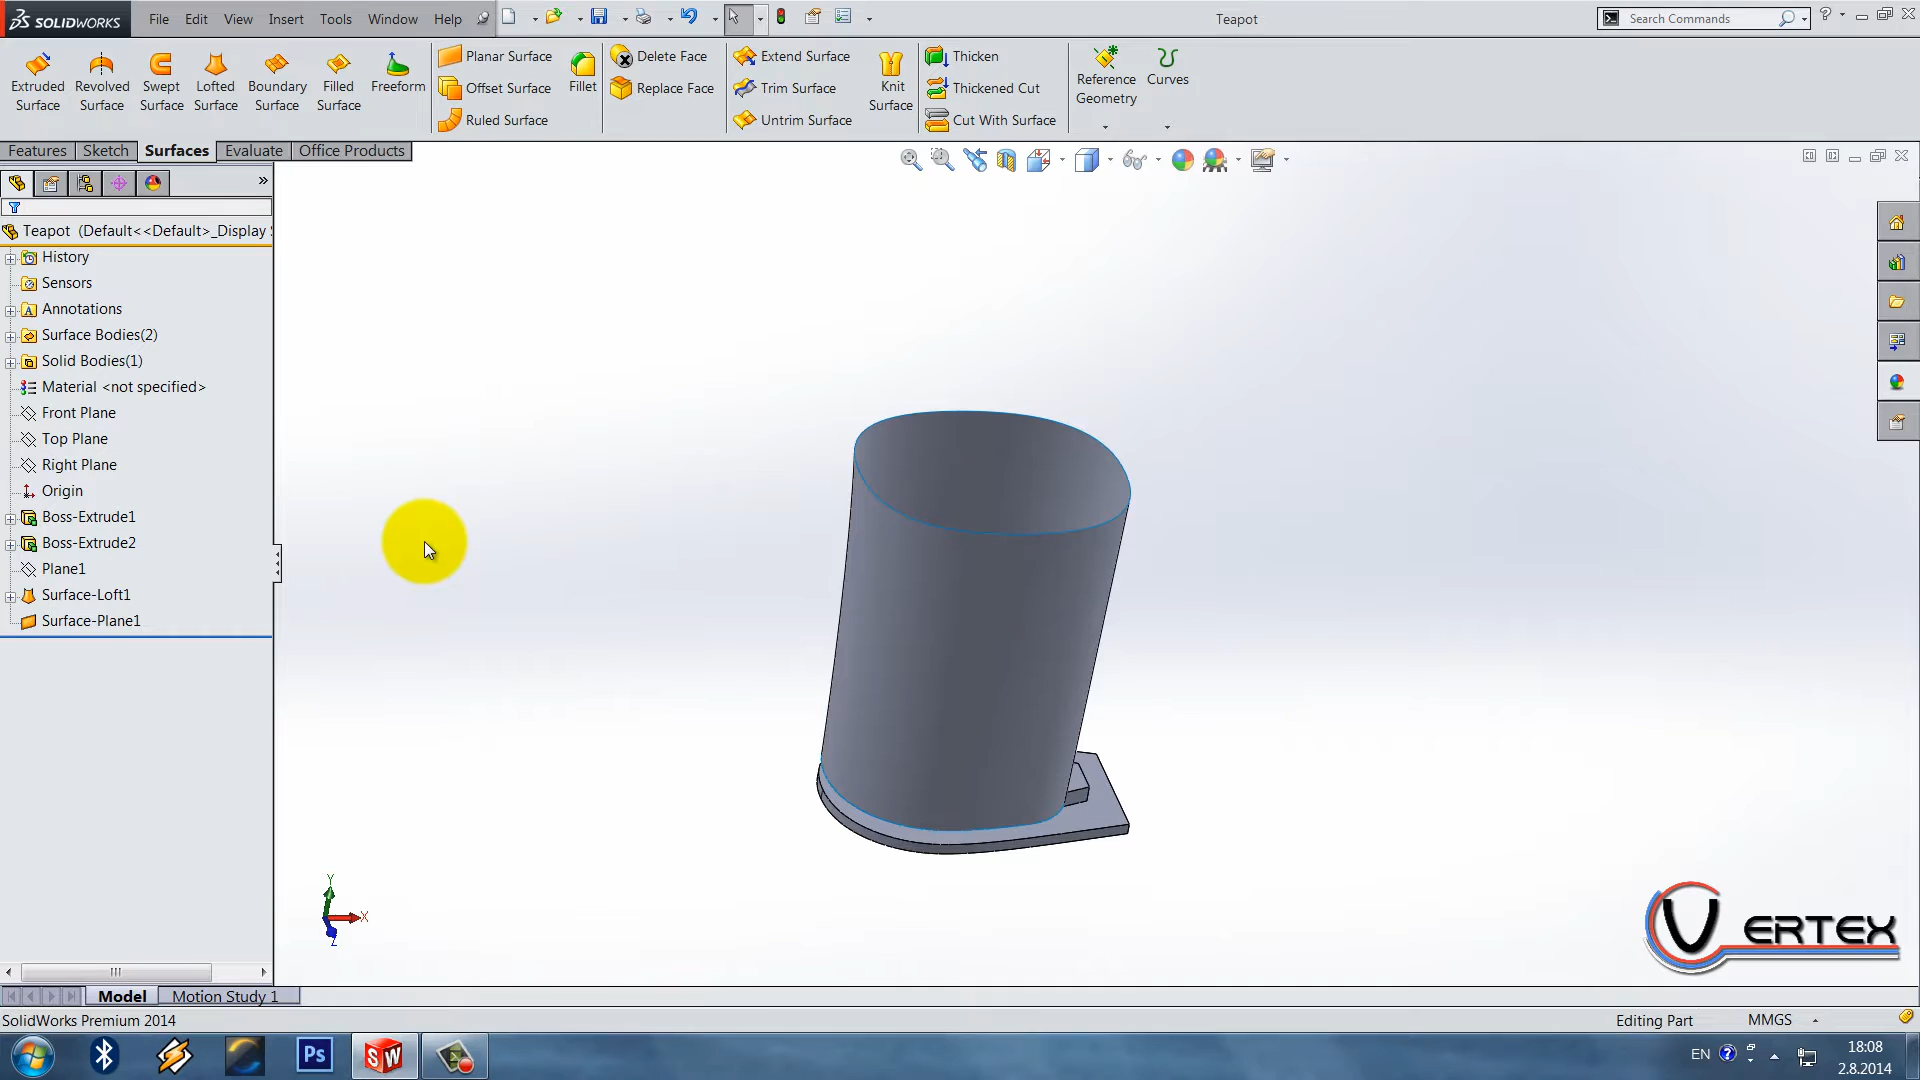 SOLIDWORKS File Edit View Insert Tools Window Help Teapot Search Commands
Extruded Surface
Revolved Surface
Swept Surface
Lofted Surface
Boundary Surface
Filled Surface
Freeform
Planar Surface
Offset Surface
Ruled Surface
Fillet
Delete Face
Replace Face
Extend Surface
Trim Surface
Untrim Surface
Knit Surface
Thicken
Thickened Cut
Cut With Surface
Reference Geometry
Curves
Features Sketch Surfaces Evaluate Office Products
Teapot (Default<<Default>_Display
History
Sensors
Annotations
Surface Bodies(2)
Solid Bodies(1)
Material <not specified>
Front Plane
Top Plane
Right Plane
Origin
Boss-Extrude1
Boss-Extrude2
Plane1
Surface-Loft1
Surface-Plane1
Y
X
Z
VERTEX
Model Motion Study 1
SolidWorks Premium 2014 Editing Part MMGS
Ps SW EN 18:08
2.8.2014